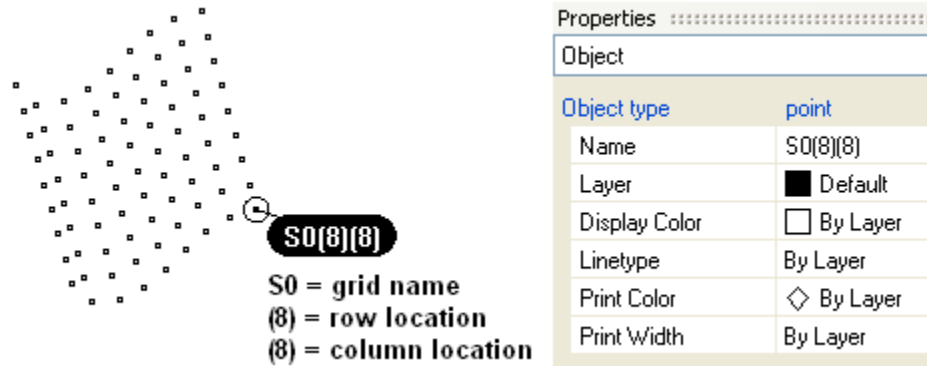 S0(8)(8)
S0 = grid name
(8) = row location
(8) = column location
Properties
Object
Object type point
Name S0(8)(8)
Layer Default
Display Color By Layer
Linetype By Layer
Print Color By Layer
Print Width By Layer